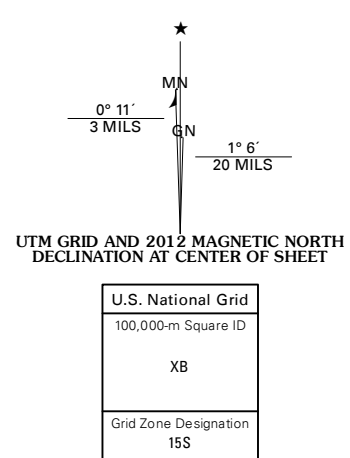 ★
MN
0° 11´
3 MILS
GN
1° 6´
20 MILS
UTM GRID AND 2012 MAGNETIC NORTH
DECLINATION AT CENTER OF SHEET
U.S. National Grid
100,000-m Square ID
XB
Grid Zone Designation
15S